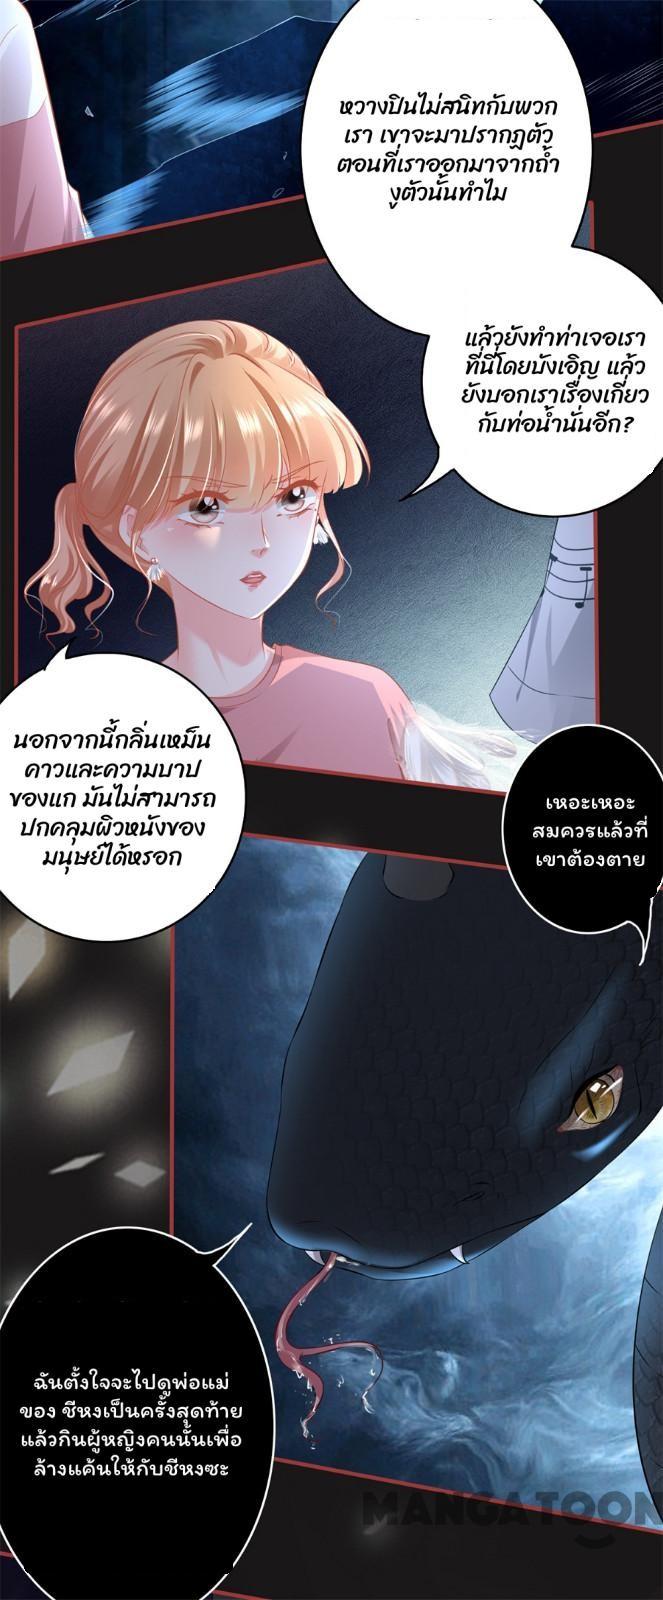 หวางปินไม่สนิทกับพวก
เรา เขาจะมาปรากฏตัว
ตอนที่เราออกมาจากถ้ำ
งูตัวนั้นทำไม
แล้วยังทำท่าเจอเรา
ที่นี่โดยบังเอิญ แล้ว
ยังบอกเราเรื่องเกี่ยว
กับท่อน้ำนั่นอีก?
นอกจากนี้กลิ่นเหม็น
คาวและความบาป
ของแก มันไม่สามารถ
ปกคลุมผิวหนังของ
มนุษย์ได้หรอก
เหอะเหอะ
สมควรแล้วที่
เขาต้องตาย
ฉันตั้งใจจะไปดูพ่อแม่
ของ ชีหงเป็นครั้งสุดท้าย
แล้วกินผู้หญิงคนนั้นเพื่อ
ล้างแค้นให้กับชีหงซะ
MANGATOON